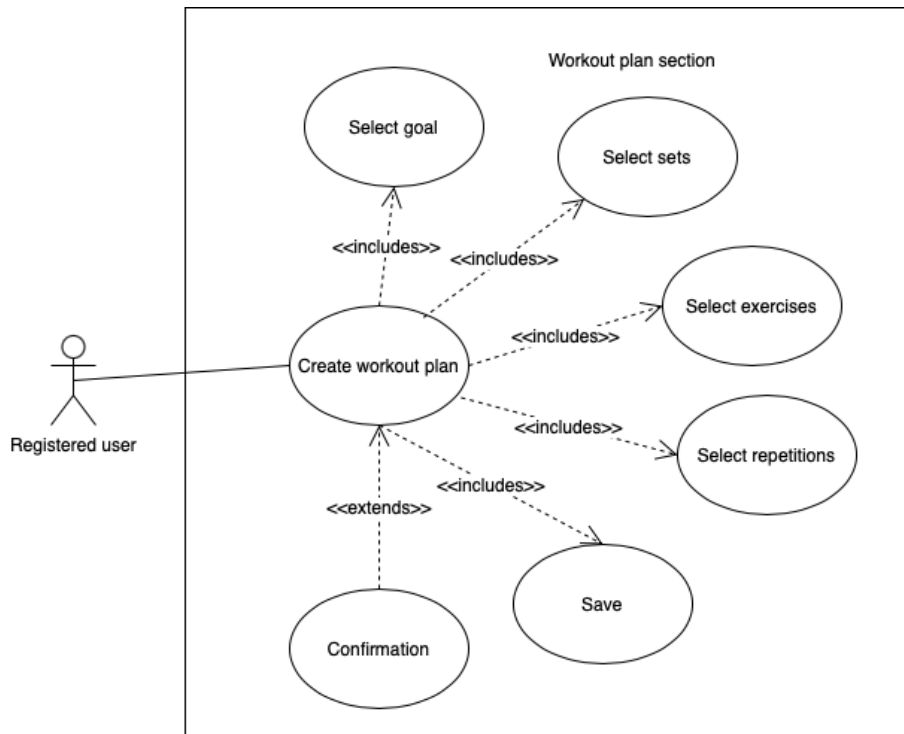 Workout plan section
Select goal
Select sets
<<includes>>
<<includes>>
Select exercises
<<includes>>
Create workout plan
Registered user
<<includes>>
Select repetitions
<<includes>>
<<extends>>
Save
Confirmation